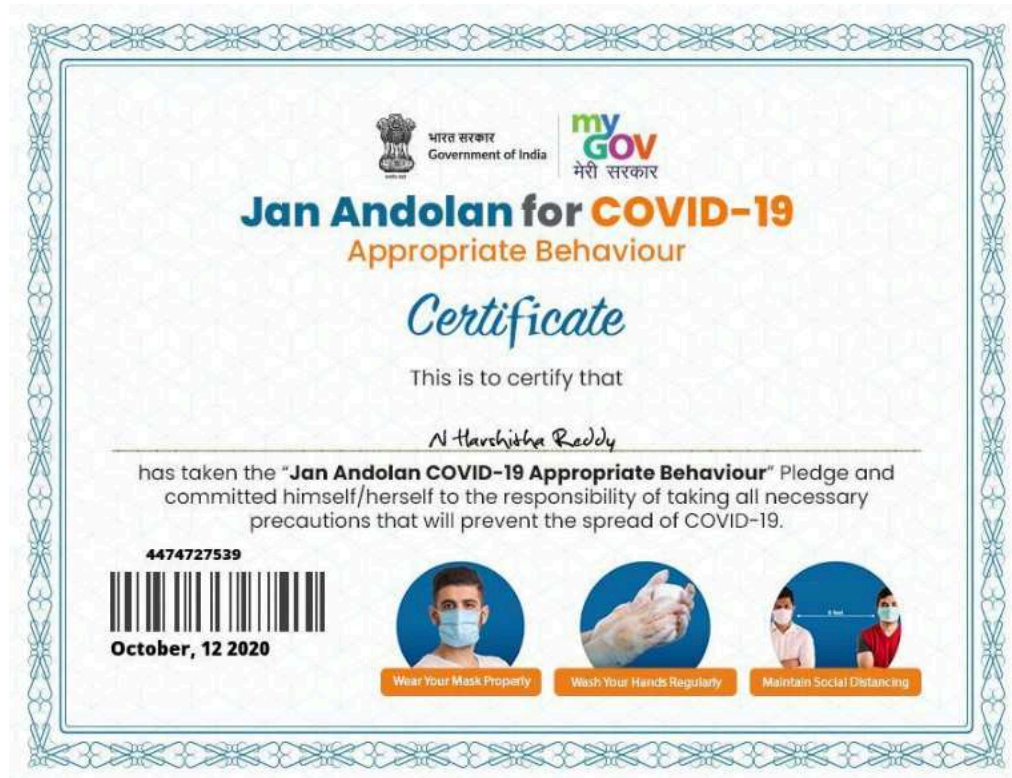 भारत सरकार
Government of India
my
GOV
मेरी सरकार
Jan Andolan for COVID-19
Appropriate Behaviour
Certificate
This is to certify that
N Harshitha Reddy
has taken the "Jan Andolan COVID-19 Appropriate Behaviour" Pledge and
committed himself/herself to the responsibility of taking all necessary
precautions that will prevent the spread of COVID-19.
4474727539
October, 12 2020
Wear Your Mask Properly
Wash Your Hands Regularly
Maintain Social Distancing